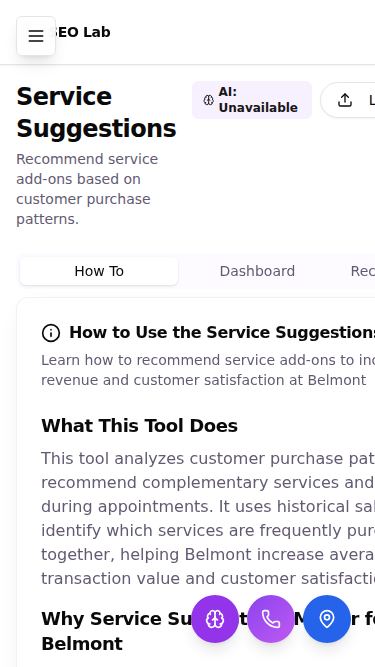 SEO Lab
Service
Suggestions
AI:
Unavailable
L
Recommend service
add-ons based on
customer purchase
patterns.
How To
Dashboard
Rec
How to Use the Service Suggestions
Learn how to recommend service add-ons to inc
revenue and customer satisfaction at Belmont
What This Tool Does
This tool analyzes customer purchase pat
recommend complementary services and
during appointments. It uses historical sal
identify which services are frequently pur
together, helping Belmont increase avera
transaction value and customer satisfacti
Why Service Su
Belmont